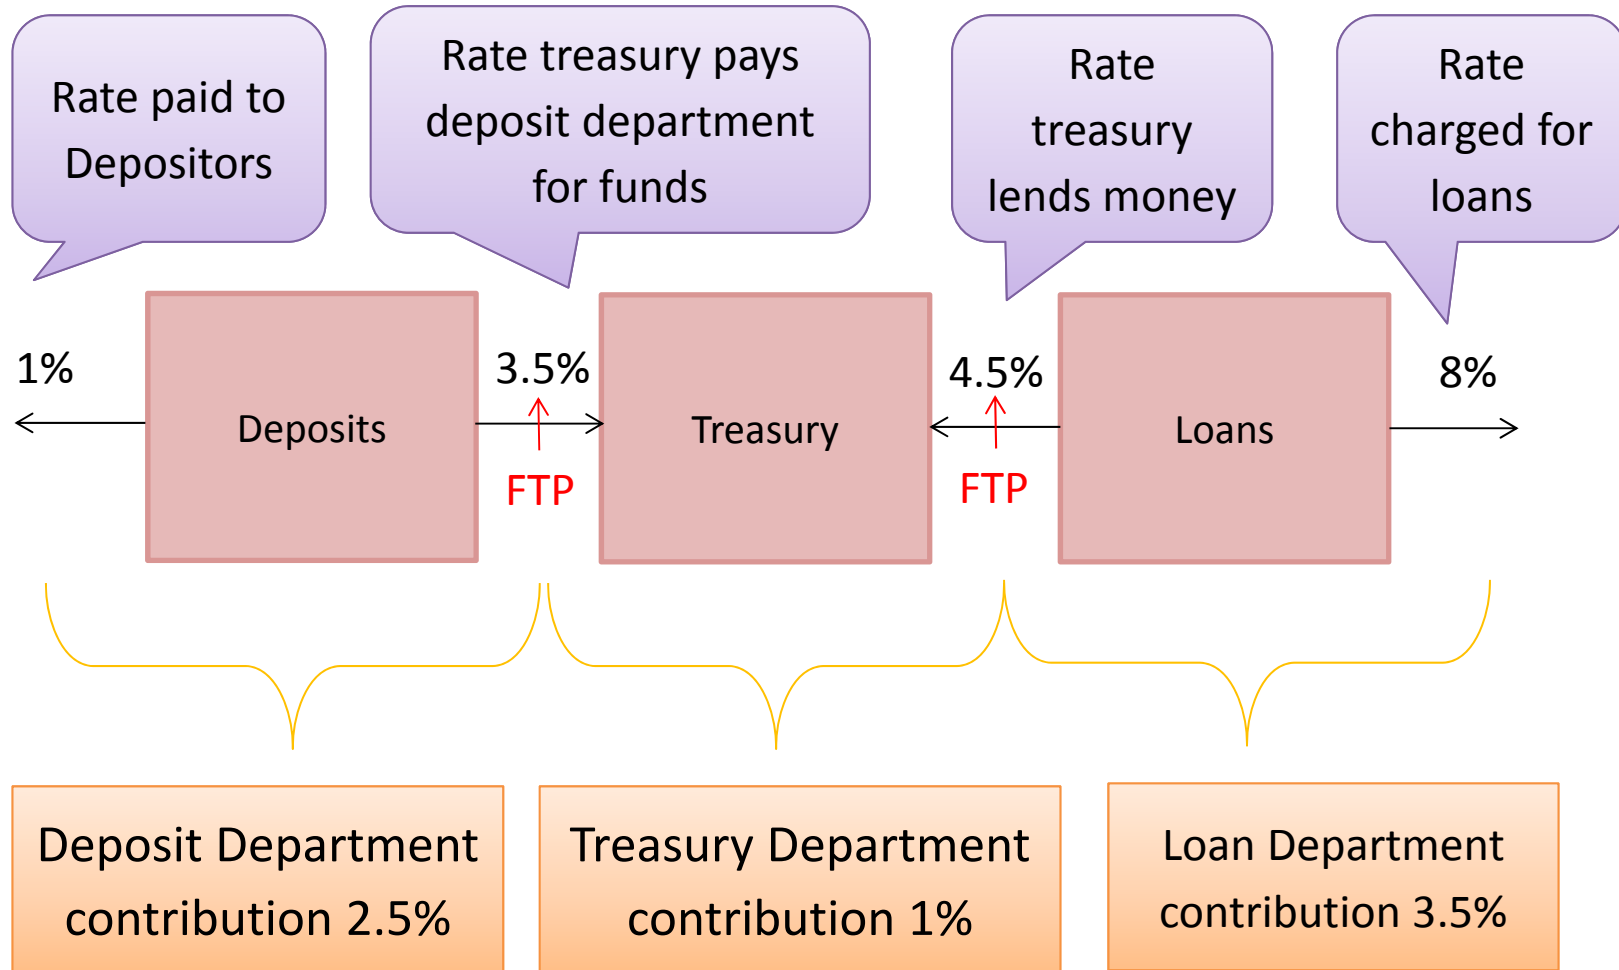 Rate paid to
Depositors
Rate treasury pays
deposit department
for funds
Rate
treasury
lends money
Rate
charged for
loans
1%
Deposits
3.5%
FTP
Treasury
4.5%
FTP
Loans
8%
Deposit Department
contribution 2.5%
Treasury Department
contribution 1%
Loan Department
contribution 3.5%